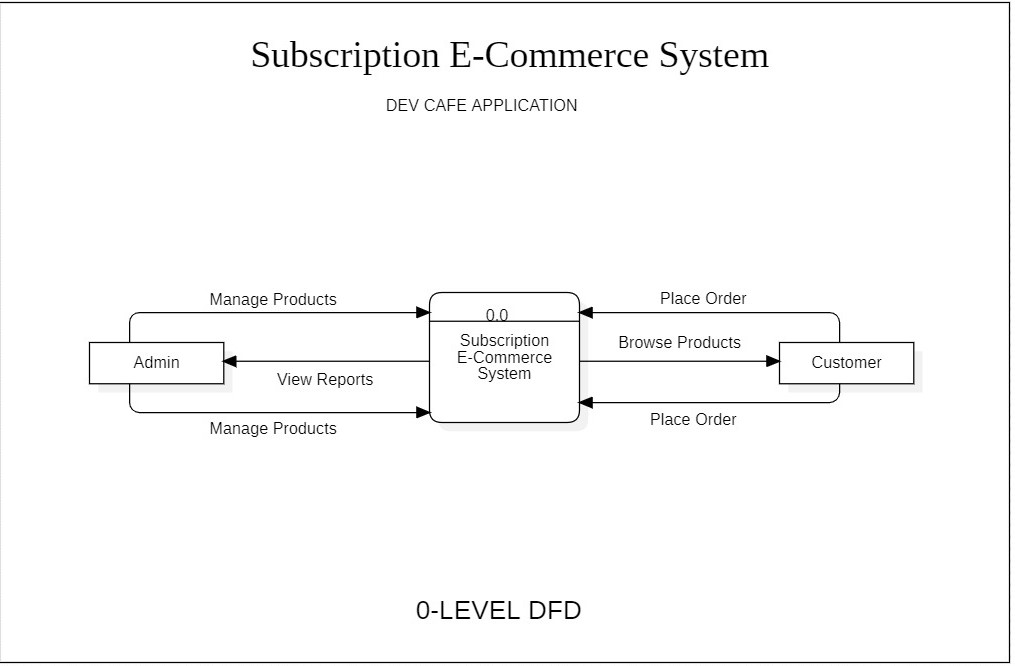 Subscription E-Commerce System
DEV CAFE APPLICATION
Manage Products
Place Order
0.0
Subscription
E-Commerce
System
Browse Products
Admin
Customer
View Reports
Manage Products
Place Order
0-LEVEL DFD